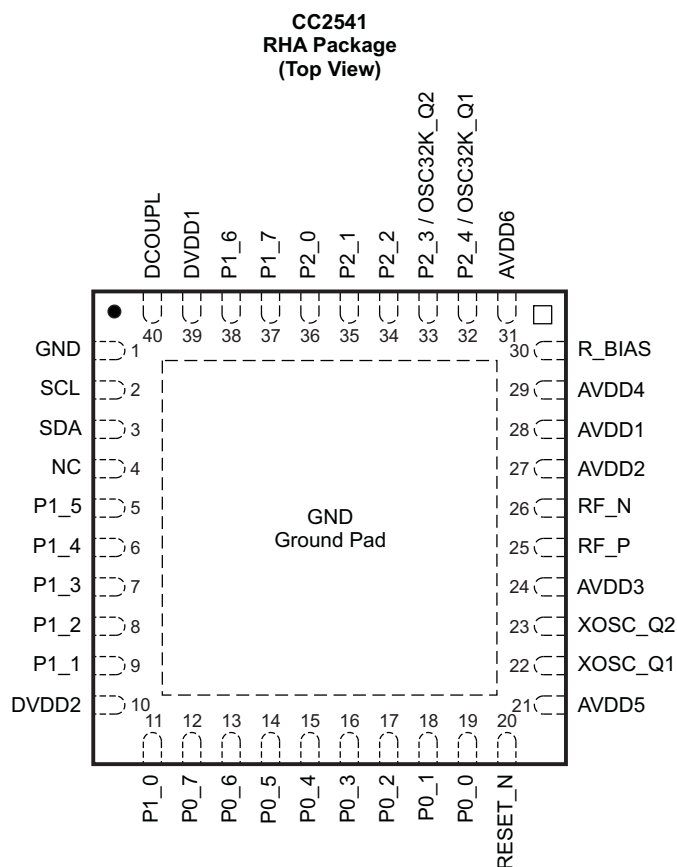 CC2541
RHA Package
(Top View)
DCOUPL
DVDD1
P1_6
P1_7
P2_0
P2_1
P2_2
P2_3 / OSC32K_Q2
P2_4 / OSC32K_Q1
AVDD6
40 39 38 37 36 35 34 33 32 31
GND 1
SCL 2
SDA 3
NC 4
P1_5 5
P1_4 6
P1_3 7
P1_2 8
P1_1 9
DVDD2 10
GND
Ground Pad
30 R_BIAS
29 AVDD4
28 AVDD1
27 AVDD2
26 RF_N
25 RF_P
24 AVDD3
23 XOSC_Q2
22 XOSC_Q1
21 AVDD5
11 12 13 14 15 16 17 18 19 20
P1_0
P0_7
P0_6
P0_5
P0_4
P0_3
P0_2
P0_1
P0_0
RESET_N